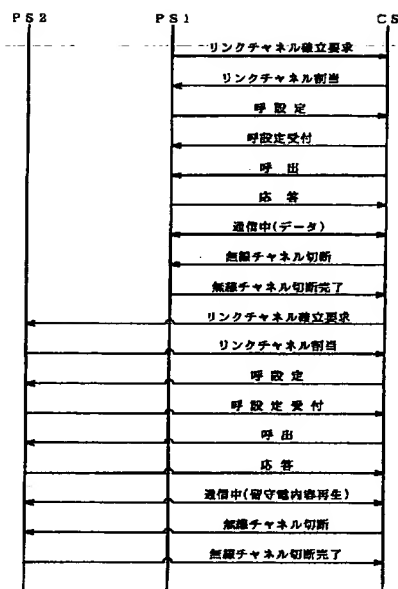 PS2 PS1 CS
リンクチャネル確立要求
リンクチャネル割当
呼設定
呼設定受付
呼出
応答
通信中(データ)
無線チャネル切断
無線チャネル切断完了
リンクチャネル確立要求
リンクチャネル割当
呼設定
呼設定受付
呼出
応答
通信中(留守電内容再生)
無線チャネル切断
無線チャネル切断完了